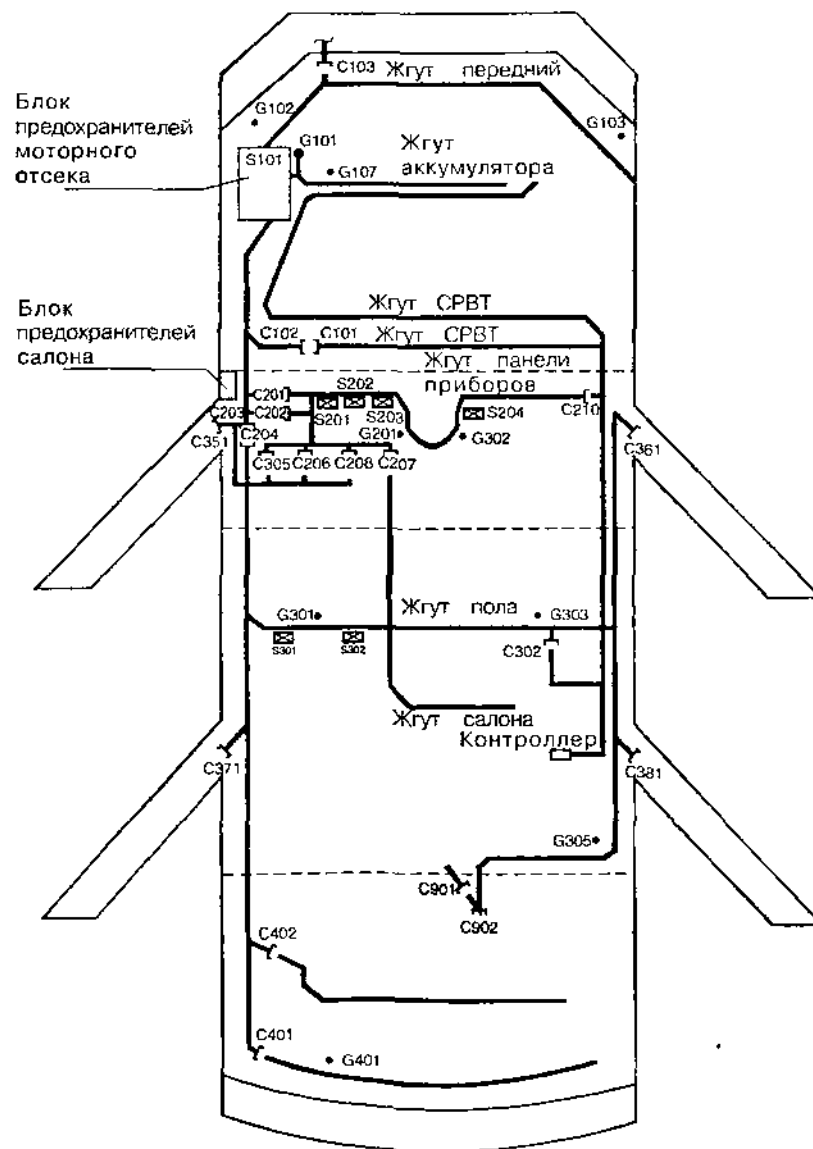 C103
Жгут передний
Блок
предохранителей
моторного
отсека
G102
G103
G101
S101
Жгут
аккумулятора
G107
Блок
предохранителей
салона
Жгут СРВТ
C102 C101 Жгут СРВТ
Жгут панели
приборов
C201
S202
C203
C202
S201
S203
S204
C210
C351
C204
G201
G302
C361
C305
C206
C208
C207
G301
Жгут пола
G303
S301
S302
C302
Жгут салона
Контроллер
C371
C381
G305
C901
C902
C402
C401
G401